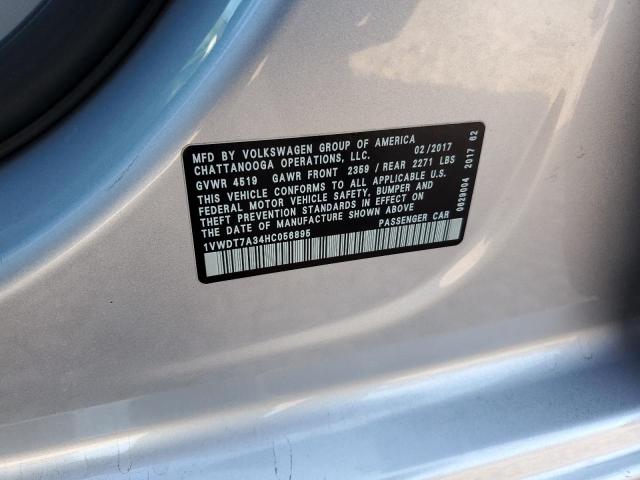 MFD BY VOLKSWAGEN GROUP OF AMERICA 02/2017
CHATTANOOGA OPERATIONS, LLC.
GVWR 4519 GAWR FRONT 2359 / REAR 2271 LBS
THIS VEHICLE CONFORMS TO ALL APPLICABLE U.S.
FEDERAL MOTOR VEHICLE SAFETY, BUMPER AND
THEFT PREVENTION STANDARDS IN EFFECT ON
THE DATE OF MANUFACTURE SHOWN ABOVE
1VWDT7A34HC056895 PASSENGER CAR
0629004 2017 62